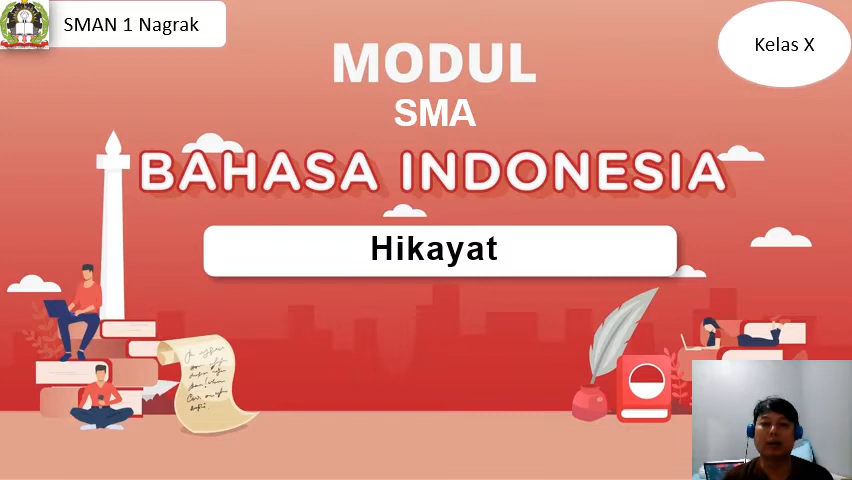 SMAN 1 Nagrak
Kelas X
MODUL
SMA
BAHASA INDONESIA
Hikayat